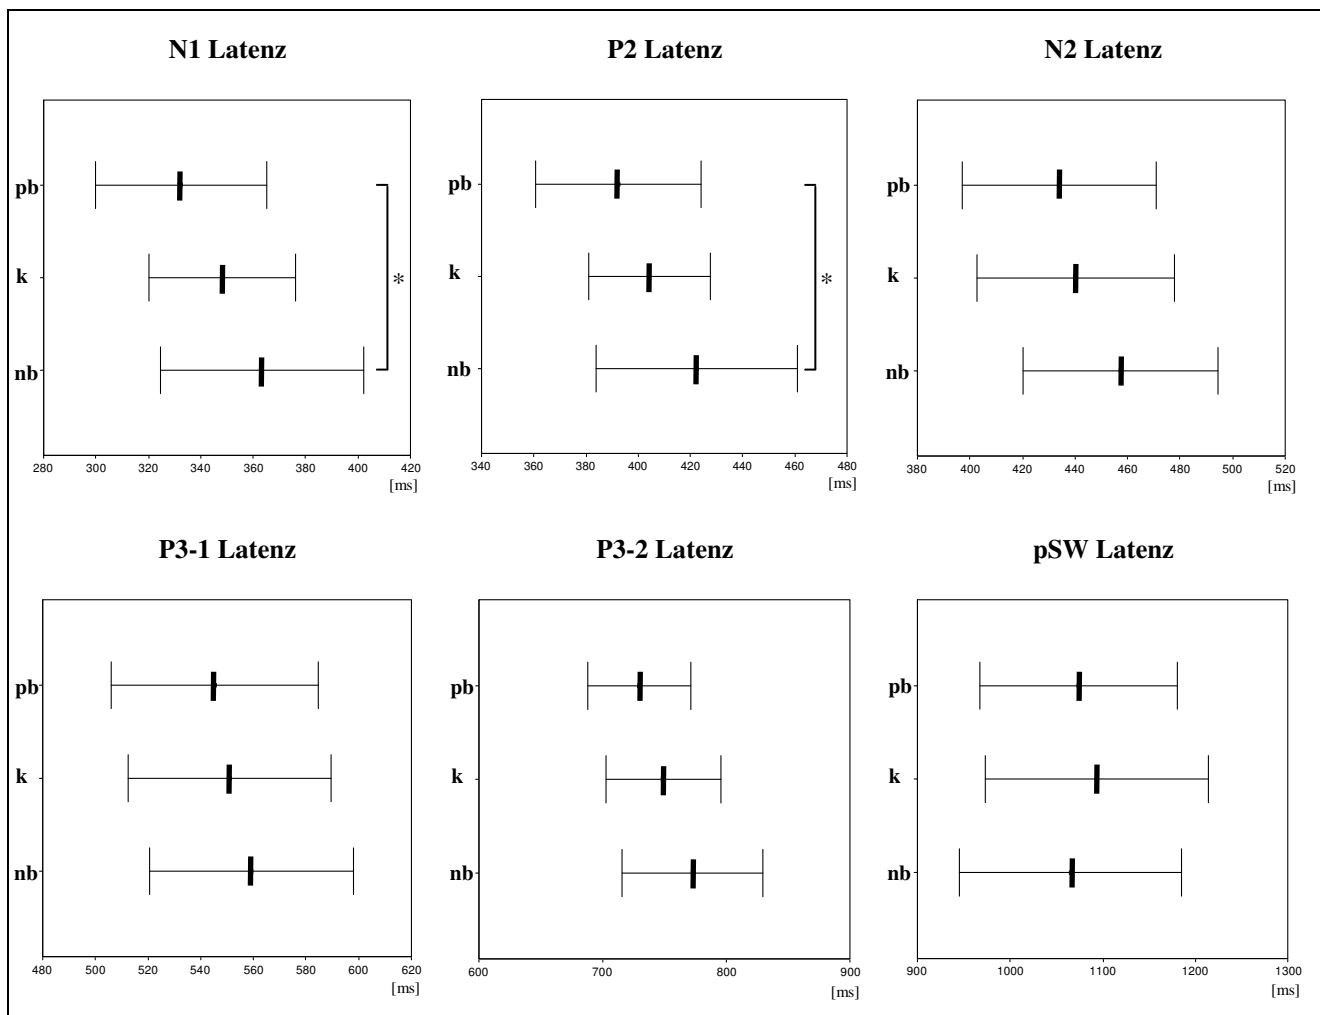 N1 Latenz
P2 Latenz
N2 Latenz
pb
k
nb
*
280 300 320 340 360 380 400 420
[ms]
pb
k
nb
*
340 360 380 400 420 440 460 480
[ms]
pb
k
nb
380 400 420 440 460 480 500 520
[ms]
P3-1 Latenz
P3-2 Latenz
pSW Latenz
pb
k
nb
480 500 520 540 560 580 600 620
[ms]
pb
k
nb
600 700 800 900
[ms]
pb
k
nb
900 1000 1100 1200 1300
[ms]